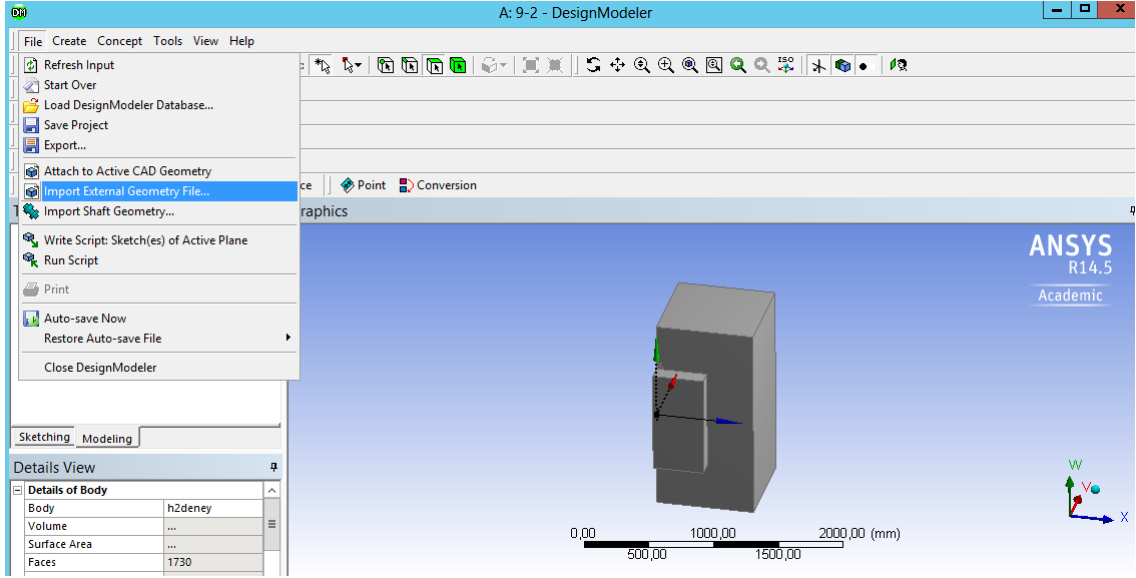 DM
A: 9-2 - DesignModeler
File Create Concept Tools View Help
Refresh Input
Start Over
Load DesignModeler Database...
Save Project
Export...
Attach to Active CAD Geometry
Import External Geometry File...
Import Shaft Geometry...
Write Script: Sketch(es) of Active Plane
Run Script
Print
Auto-save Now
Restore Auto-save File
Close DesignModeler
ISO
ce Point Conversion
raphics
ANSYS
R14.5
Academic
W
V
X
0,00 1000,00 2000,00 (mm)
500,00 1500,00
Sketching Modeling
Details View
Details of Body
Body h2deney
Volume ...
Surface Area ...
Faces 1730